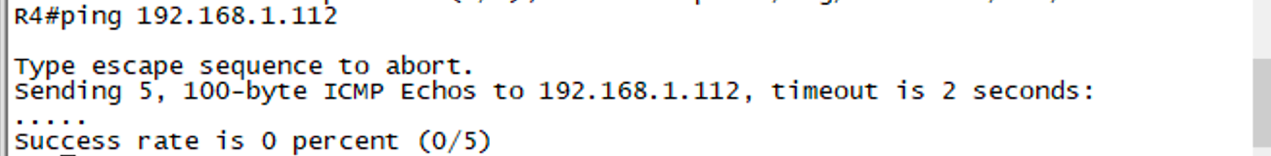 R4#ping 192.168.1.112
Type escape sequence to abort.
Sending 5, 100-byte ICMP Echos to 192.168.1.112, timeout is 2 seconds:
.....
Success rate is 0 percent (0/5)